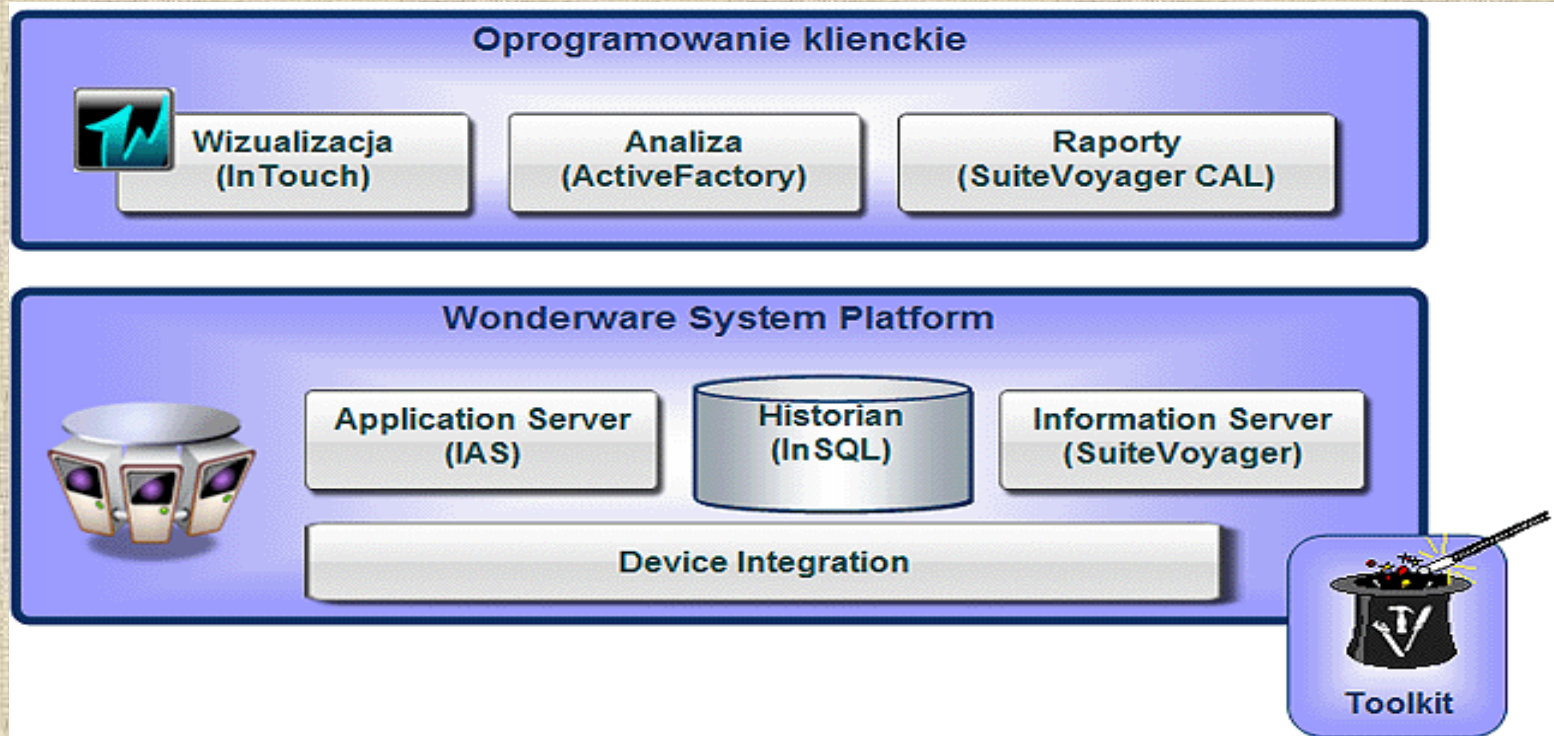 Oprogramowanie klienckie
Wizualizacja
(InTouch)
Analiza
(ActiveFactory)
Raporty
(SuiteVoyager CAL)
Wonderware System Platform
Application Server
(IAS)
Historian
(InSQL)
Information Server
(SuiteVoyager)
Device Integration
Toolkit